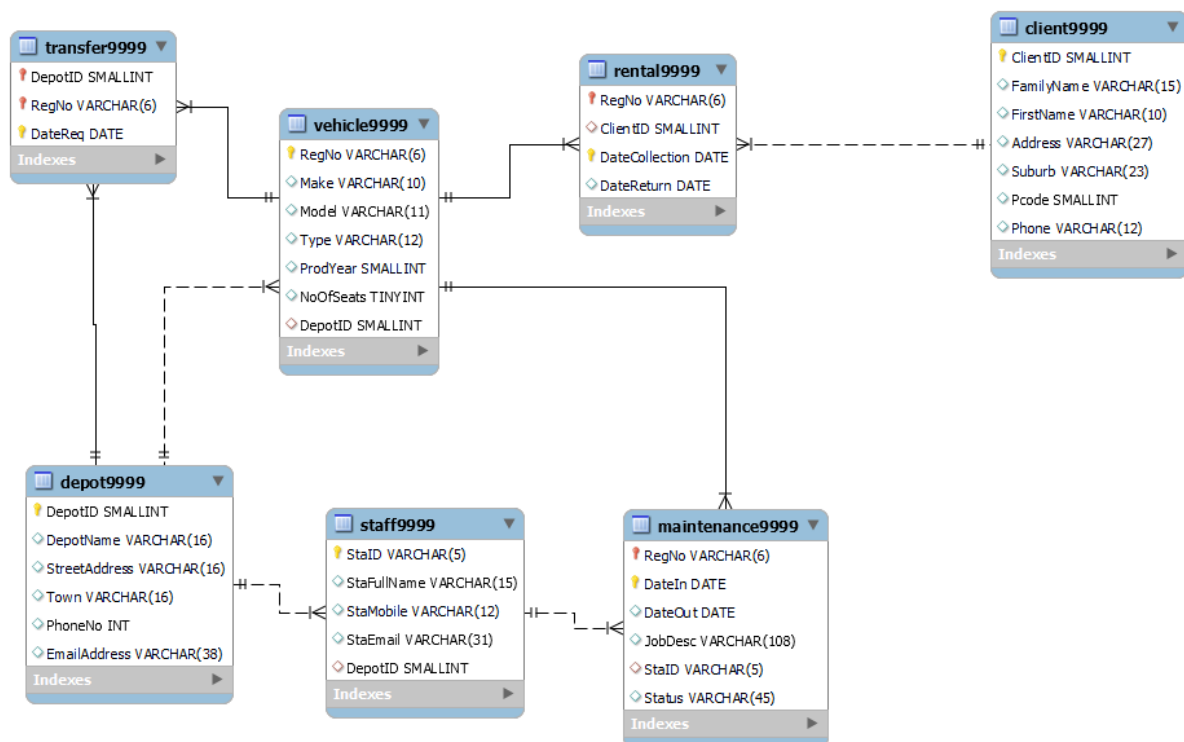 transfer9999
DepotID SMALLINT
RegNo VARCHAR(6)
DateReq DATE
Indexes
vehicle9999
RegNo VARCHAR(6)
Make VARCHAR(10)
Model VARCHAR(11)
Type VARCHAR(12)
ProdYear SMALLINT
NoOfSeats TINYINT
DepotID SMALLINT
Indexes
rental9999
RegNo VARCHAR(6)
ClientID SMALLINT
DateCollection DATE
DateReturn DATE
Indexes
client9999
ClientID SMALLINT
FamilyName VARCHAR(15)
FirstName VARCHAR(10)
Address VARCHAR(27)
Suburb VARCHAR(23)
Pcode SMALLINT
Phone VARCHAR(12)
Indexes
depot9999
DepotID SMALLINT
DepotName VARCHAR(16)
StreetAddress VARCHAR(16)
Town VARCHAR(16)
PhoneNo INT
EmailAddress VARCHAR(38)
Indexes
staff9999
StaID VARCHAR(5)
StaFullName VARCHAR(15)
StaMobile VARCHAR(12)
StaEmail VARCHAR(31)
DepotID SMALLINT
Indexes
maintenance9999
RegNo VARCHAR(6)
DateIn DATE
DateOut DATE
JobDesc VARCHAR(108)
StaID VARCHAR(5)
Status VARCHAR(45)
Indexes